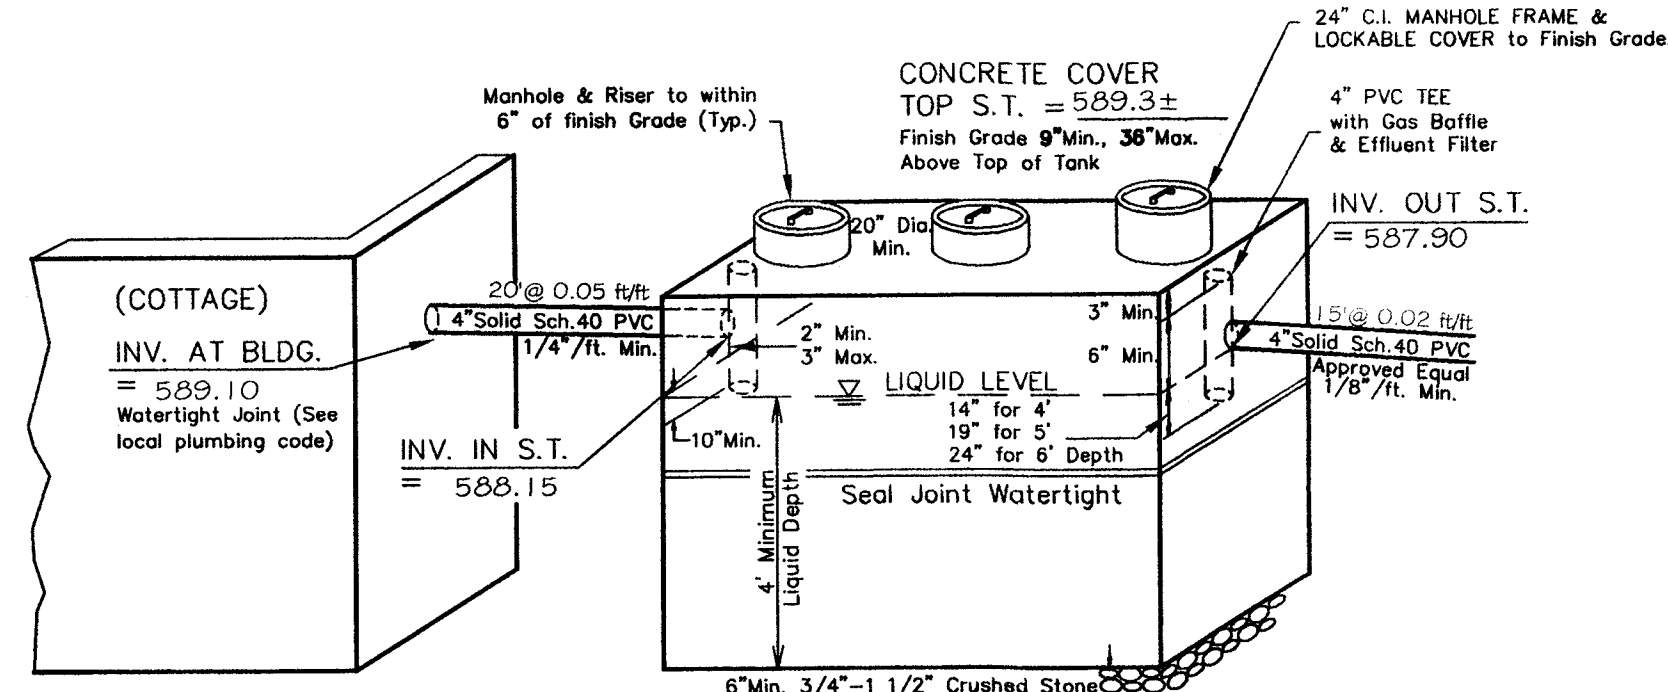 24" C.I. MANHOLE FRAME &
LOCKABLE COVER to Finish Grade
CONCRETE COVER
TOP S.T. = 589.3±
Finish Grade 9"Min., 36"Max.
Above Top of Tank
Manhole & Riser to within
6" of finish Grade (Typ.)
4" PVC TEE
with Gas Baffle
& Effluent Filter
INV. OUT S.T.
= 587.90
20" Dia.
Min.
(COTTAGE)
INV. AT BLDG.
= 589.10
Watertight Joint (See
local plumbing code)
20'@ 0.05 ft/ft
4"Solid Sch.40 PVC
1/4"/ft. Min.
2" Min.
3" Max.
3" Min.
6" Min.
15'@ 0.02 ft/ft
4"Solid Sch.40 PVC
Approved Equal
1/8"/ft. Min.
LIQUID LEVEL
14" for 4'
19" for 5'
24" for 6' Depth
10"Min.
INV. IN S.T.
= 588.15
4' Minimum
Liquid Depth
Seal Joint Watertight
6"Min. 3/4"-1 1/2" Crushed Stone